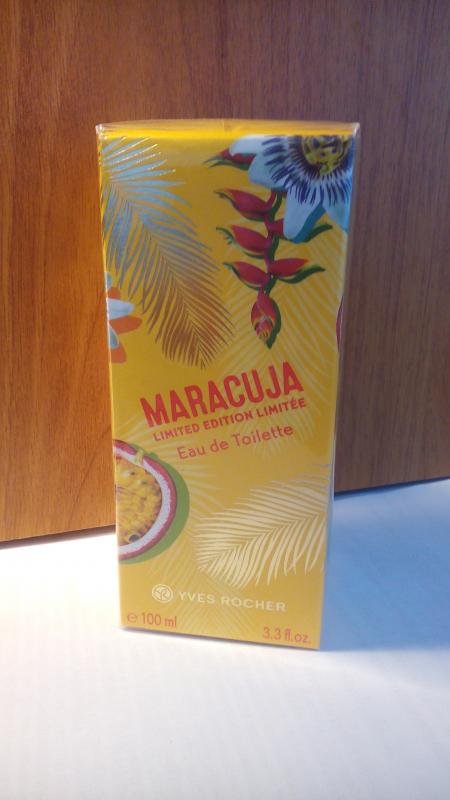 MARACUJA
LIMITED EDITION LIMITÉE
Eau de Toilette
YVES ROCHER
℮ 100 ml
3.3 fl.oz.